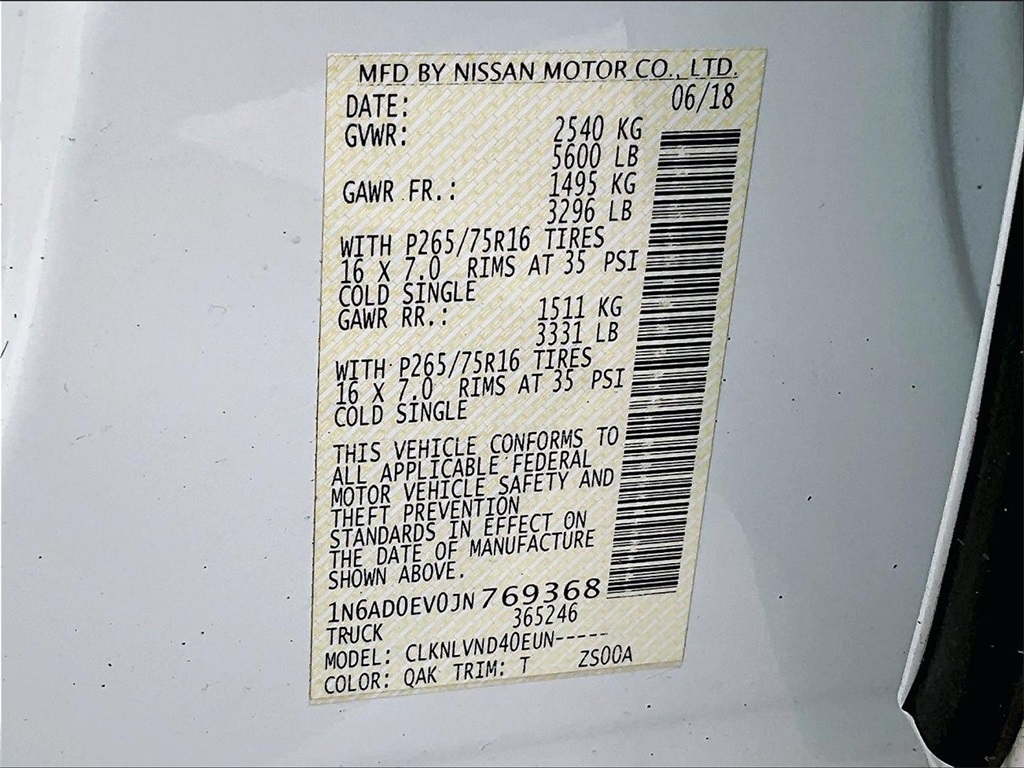 MFD BY NISSAN MOTOR CO., LTD.
DATE: 06/18
GVWR: 2540 KG
5600 LB
GAWR FR.: 1495 KG
3296 LB
WITH P265/75R16 TIRES
16 X 7.0 RIMS AT 35 PSI
COLD SINGLE
GAWR RR.: 1511 KG
3331 LB
WITH P265/75R16 TIRES
16 X 7.0 RIMS AT 35 PSI
COLD SINGLE
THIS VEHICLE CONFORMS TO
ALL APPLICABLE FEDERAL
MOTOR VEHICLE SAFETY AND
THEFT PREVENTION
STANDARDS IN EFFECT ON
THE DATE OF MANUFACTURE
SHOWN ABOVE.
1N6AD0EV0JN769368
TRUCK 365246
MODEL: CLKNLVND40EUN-----
COLOR: QAK TRIM: T ZS00A